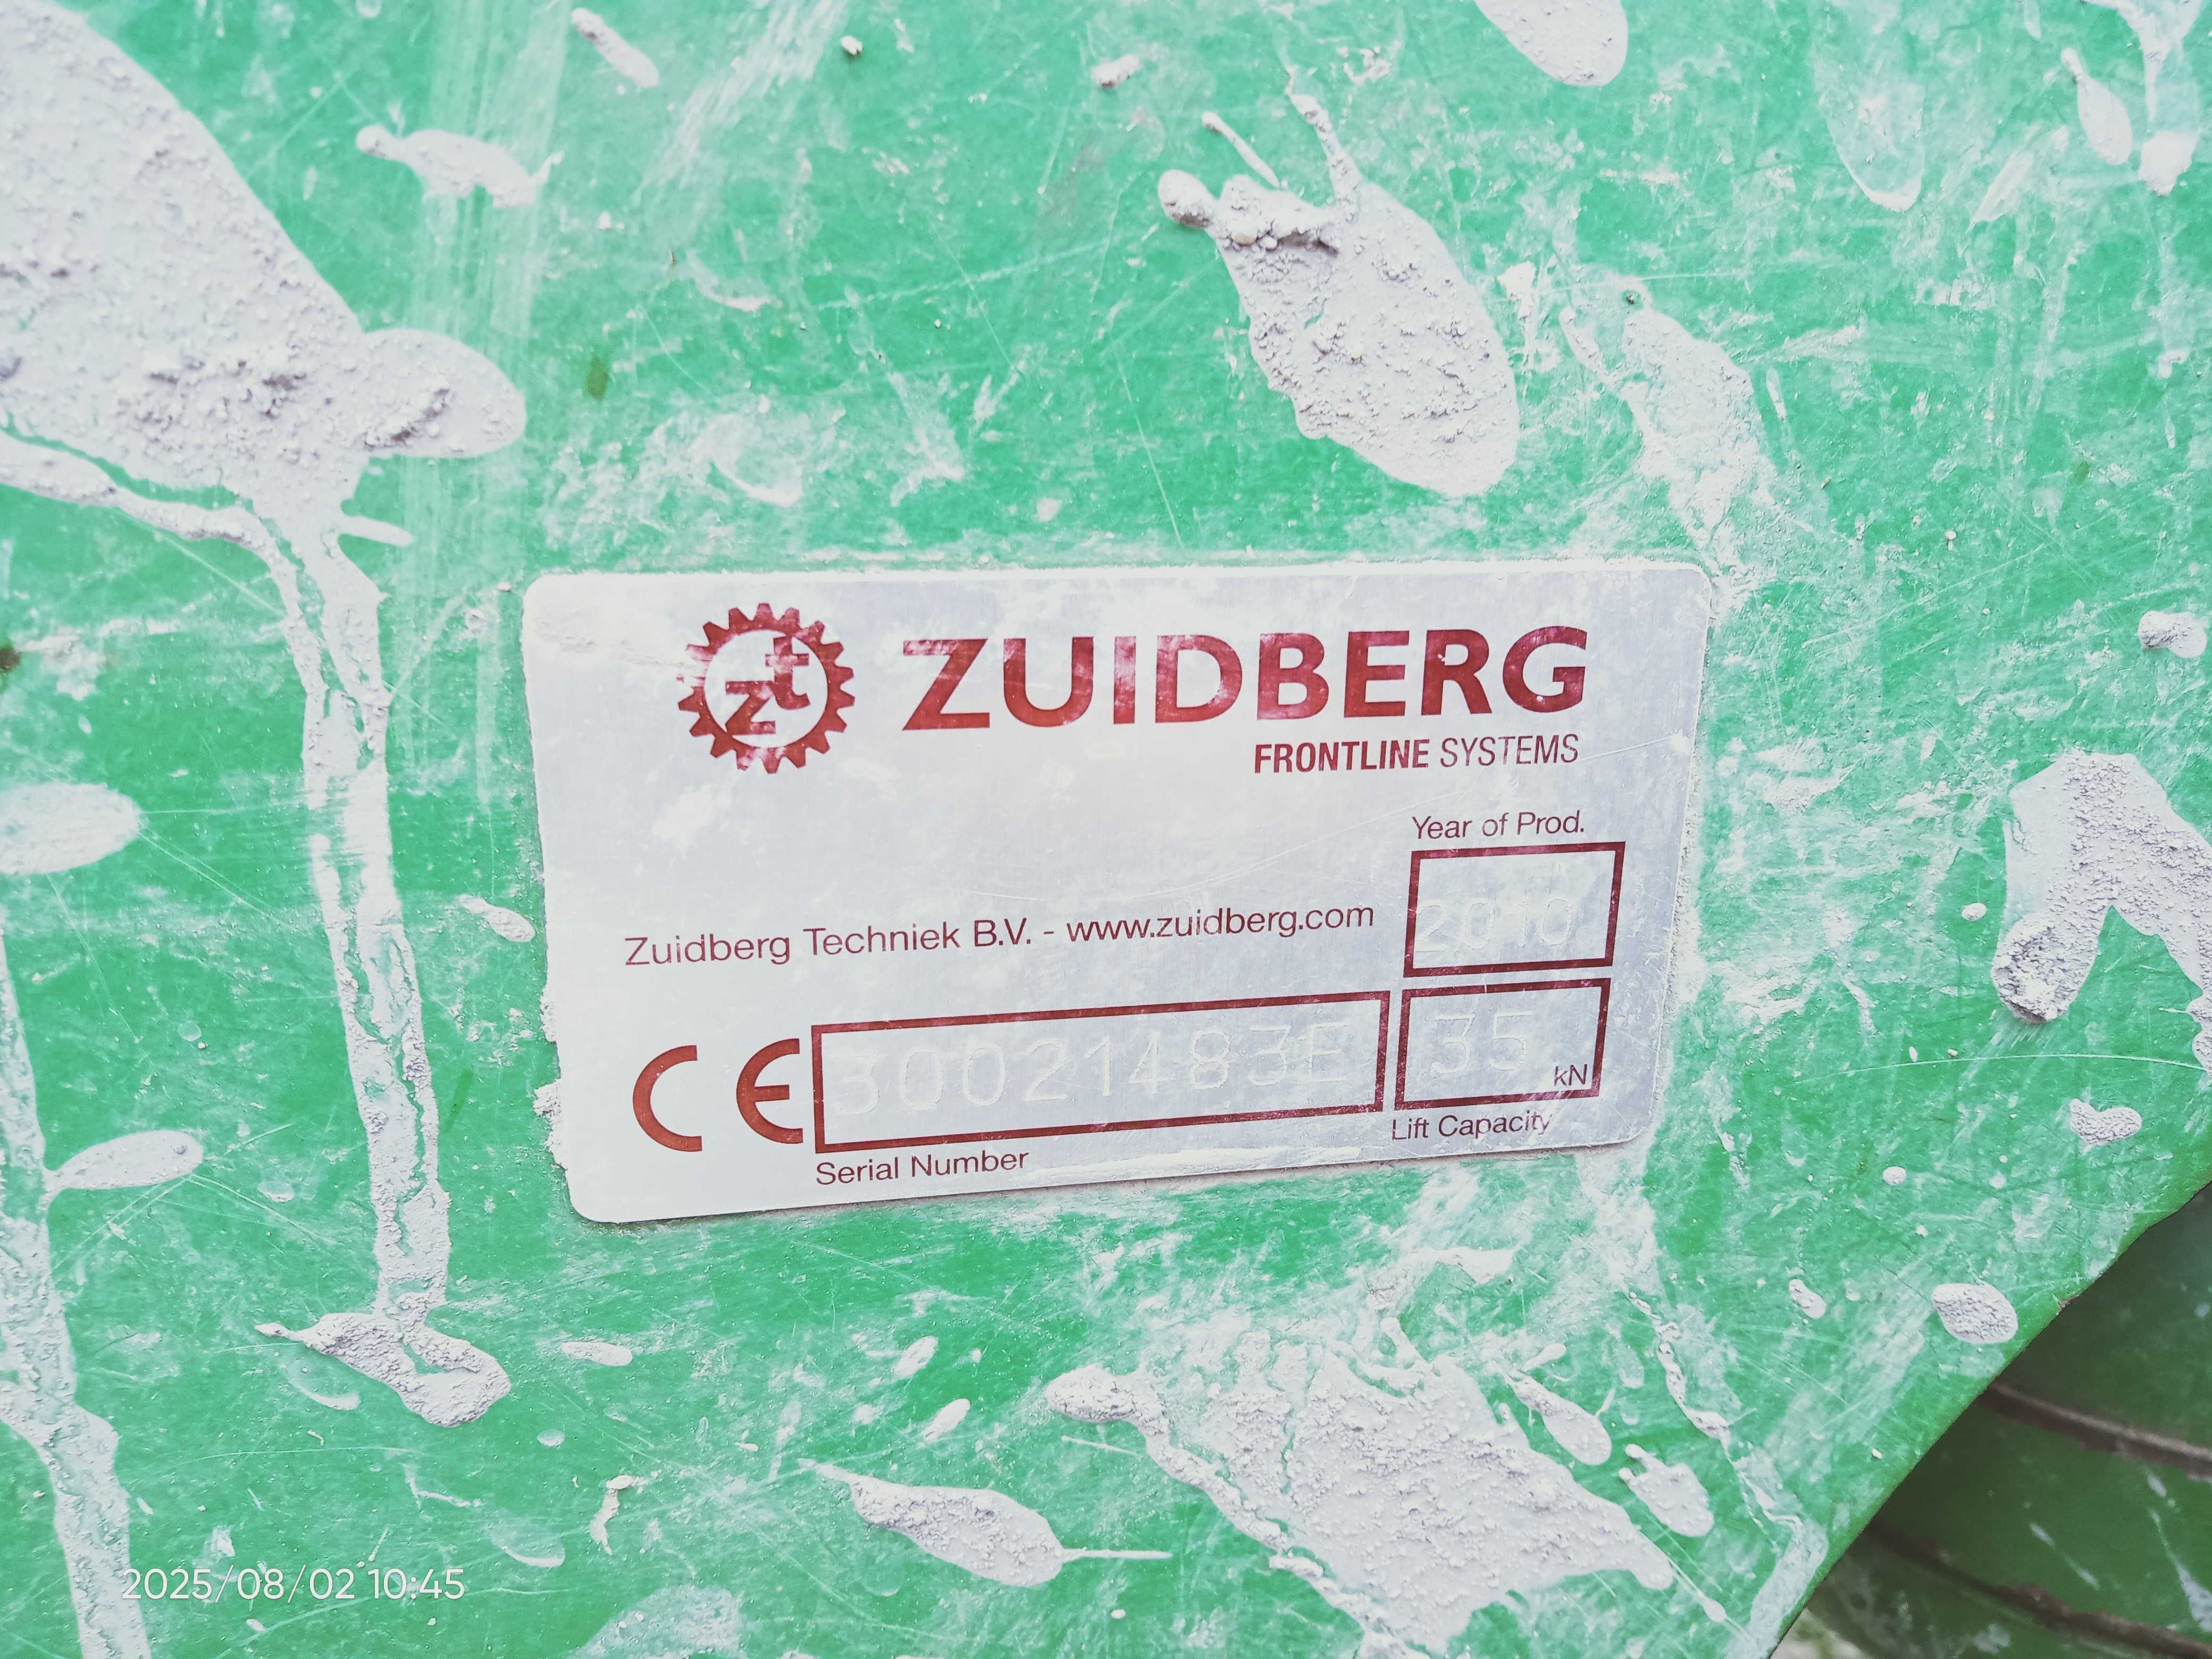 zt ZUIDBERG
FRONTLINE SYSTEMS
Year of Prod.
2010
Zuidberg Techniek B.V. - www.zuidberg.com
CE 30021483E 35 kN
Serial Number Lift Capacity
2025/08/02 10:45